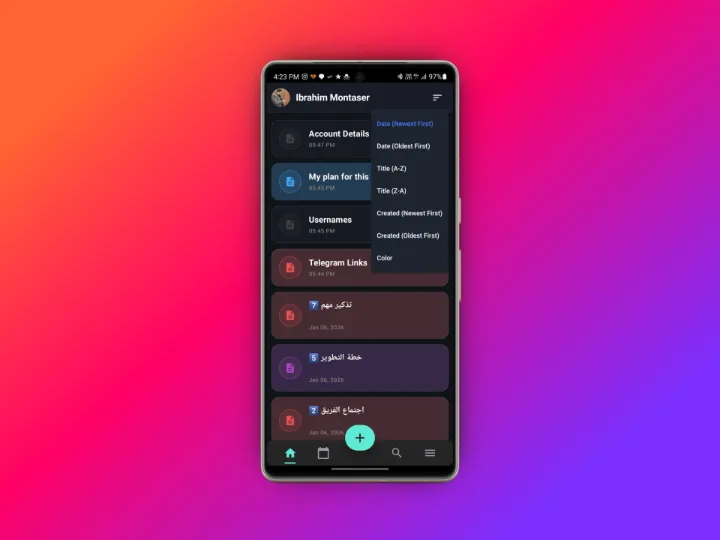 4:23 PM
97%
Ibrahim Montaser
Date (Newest First)
Date (Oldest First)
Title (A-Z)
Title (Z-A)
Created (Newest First)
Created (Oldest First)
Color
Account Details
05:47 PM
My plan for this
05:45 PM
Usernames
05:45 PM
Telegram Links
05:44 PM
تذكير مهم 7
Jan 06, 2026
خطة التطوير 5
Jan 06, 2026
اجتماع الفريق 2
Jan 06, 2026